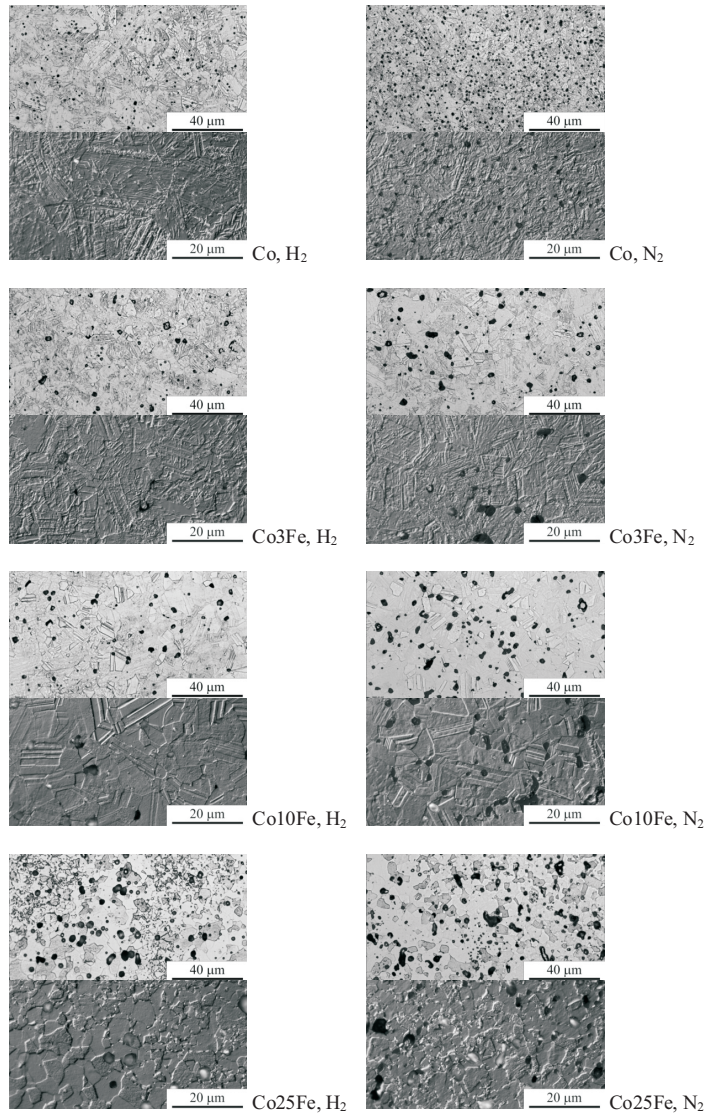 40 μm
20 μm Co, H₂
40 μm
20 μm Co, N₂
40 μm
20 μm Co3Fe, H₂
40 μm
20 μm Co3Fe, N₂
40 μm
20 μm Co10Fe, H₂
40 μm
20 μm Co10Fe, N₂
40 μm
20 μm Co25Fe, H₂
40 μm
20 μm Co25Fe, N₂